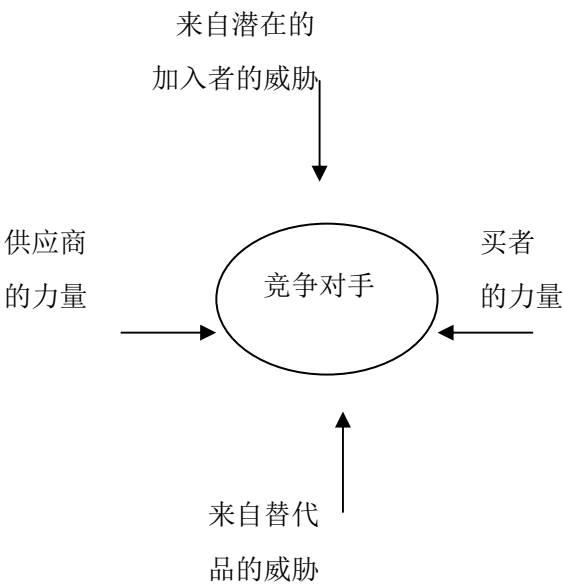 来自潜在的
加入者的威胁
供应商
的力量
竞争对手
买者
的力量
来自替代
品的威胁